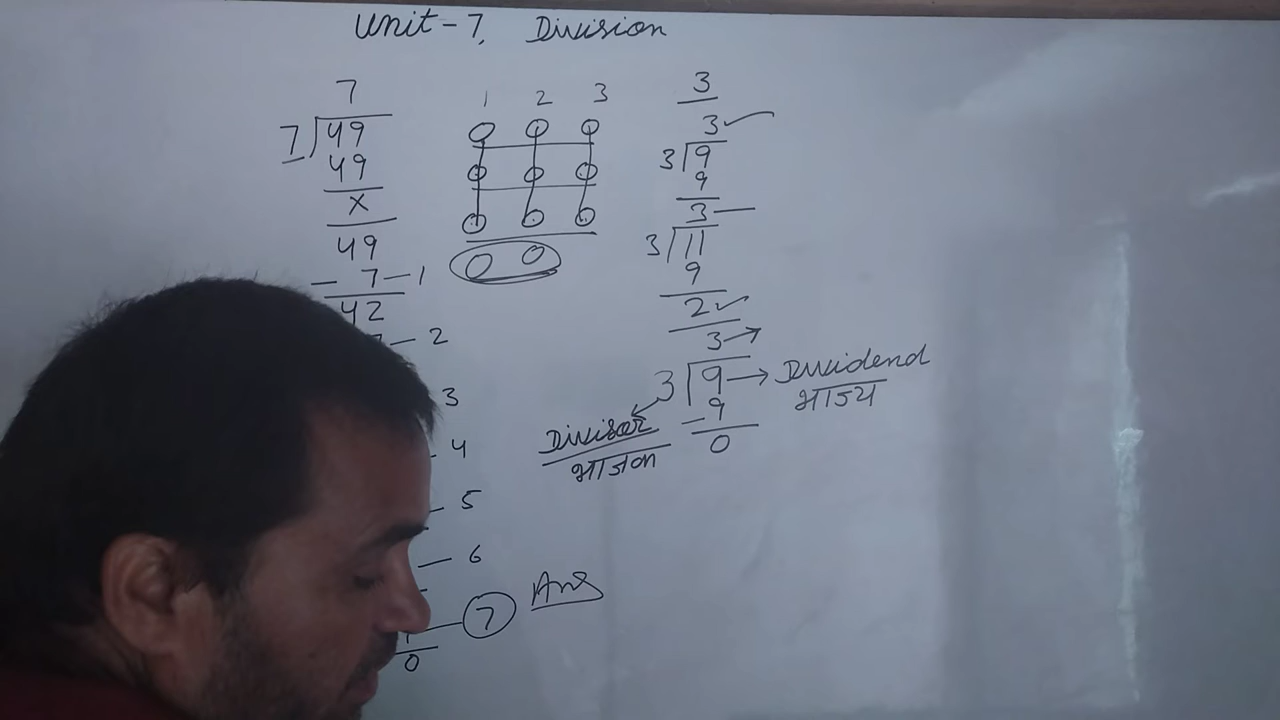 Unit-7. Division
7
7)49
49
x
49
- 7-1
42
- 2
3
4
5
- 6
7 Ans
0
1 2 3
3
3 ✓
3)9
9
3 -
3)11
9
2 ✓
3 →
3)9 → Dividend
भाज्य
-9
0
Divisor
भाजक